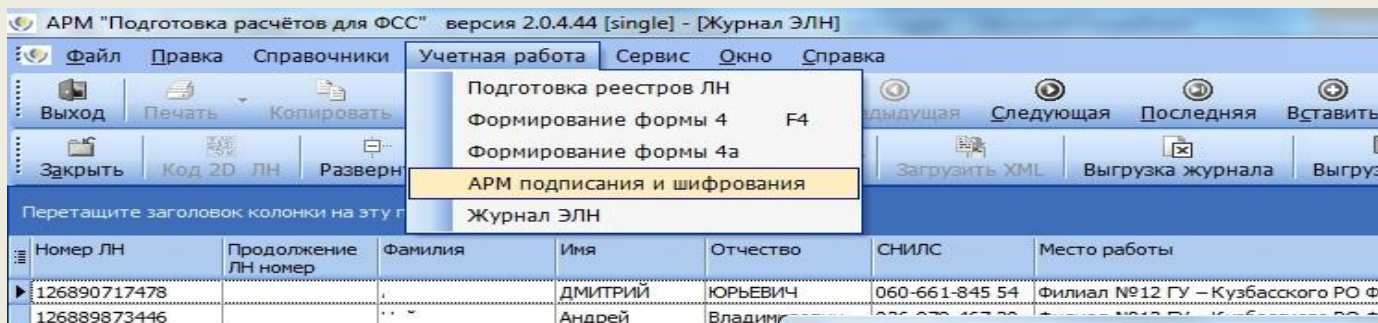 АРМ "Подготовка расчётов для ФСС" версия 2.0.4.44 [single] - [Журнал ЭЛН]
Файл Правка Справочники Учетная работа Сервис Окно Справка
Выход Печать Копировать Следующая Последняя Вставить
Подготовка реестров ЛН
Формирование формы 4 F4
Формирование формы 4а
АРМ подписания и шифрования
Журнал ЭЛН
Закрыть Код 2D ЛН Разверн Загрузить XML Выгрузка журнала Выгруз
Перетащите заголовок колонки на эту
Номер ЛН Продолжение ЛН номер Фамилия Имя Отчество СНИЛС Место работы
126890717478 ДМИТРИЙ ЮРЬЕВИЧ 060-661-845 54 Филиал №12 ГУ – Кузбасского РО Ф
126889873446 Андрей